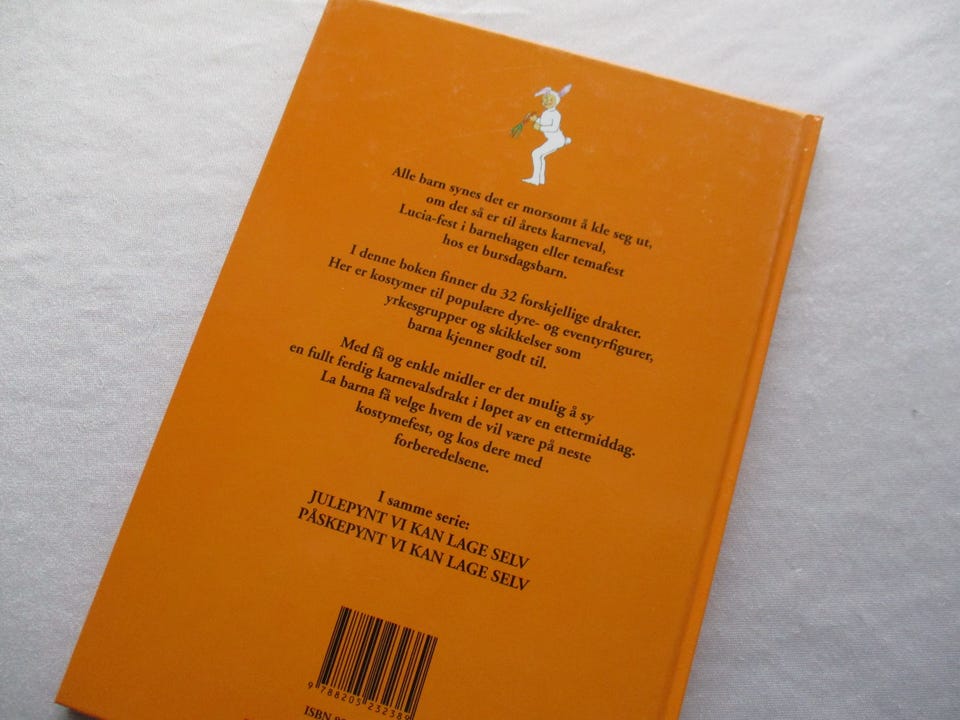 Alle barn synes det er morsomt å kle seg ut,
om det så er til årets karneval,
Lucia-fest i barnehagen eller temafest
hos et bursdagsbarn.
I denne boken finner du 32 forskjellige drakter.
Her er kostymer til populære dyre- og eventyrfigurer,
yrkesgrupper og skikkelser som
barna kjenner godt til.
Med få og enkle midler er det mulig å sy
en fullt ferdig karnevalsdrakt i løpet av en ettermiddag.
La barna få velge hvem de vil være på neste
kostymefest, og kos dere med
forberedelsene.
I samme serie:
JULEPYNT VI KAN LAGE SELV
PÅSKEPYNT VI KAN LAGE SELV
9 788205 232389
ISBN